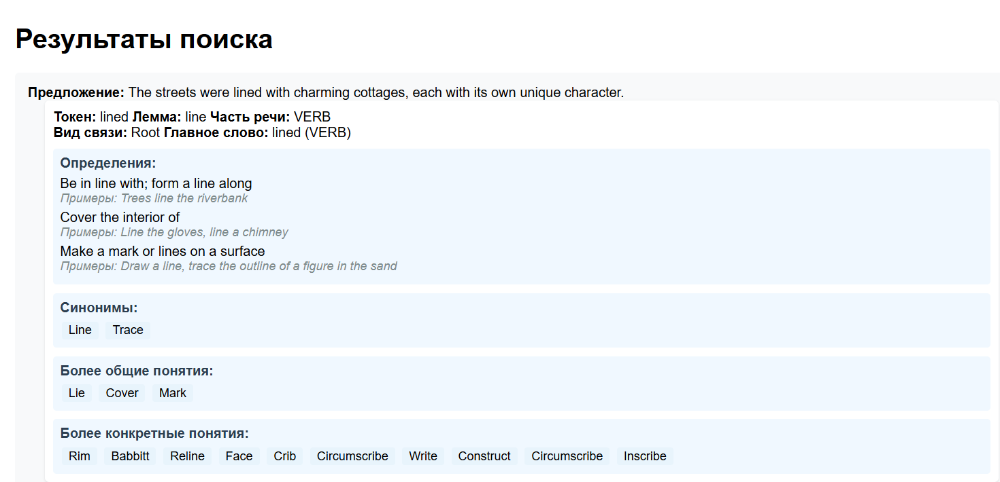 Результаты поиска
Предложение: The streets were lined with charming cottages, each with its own unique character.
Токен: lined Лемма: line Часть речи: VERB
Вид связи: Root Главное слово: lined (VERB)
Определения:
Be in line with; form a line along
Примеры: Trees line the riverbank
Cover the interior of
Примеры: Line the gloves, line a chimney
Make a mark or lines on a surface
Примеры: Draw a line, trace the outline of a figure in the sand
Синонимы:
Line Trace
Более общие понятия:
Lie Cover Mark
Более конкретные понятия:
Rim Babbitt Reline Face Crib Circumscribe Write Construct Circumscribe Inscribe